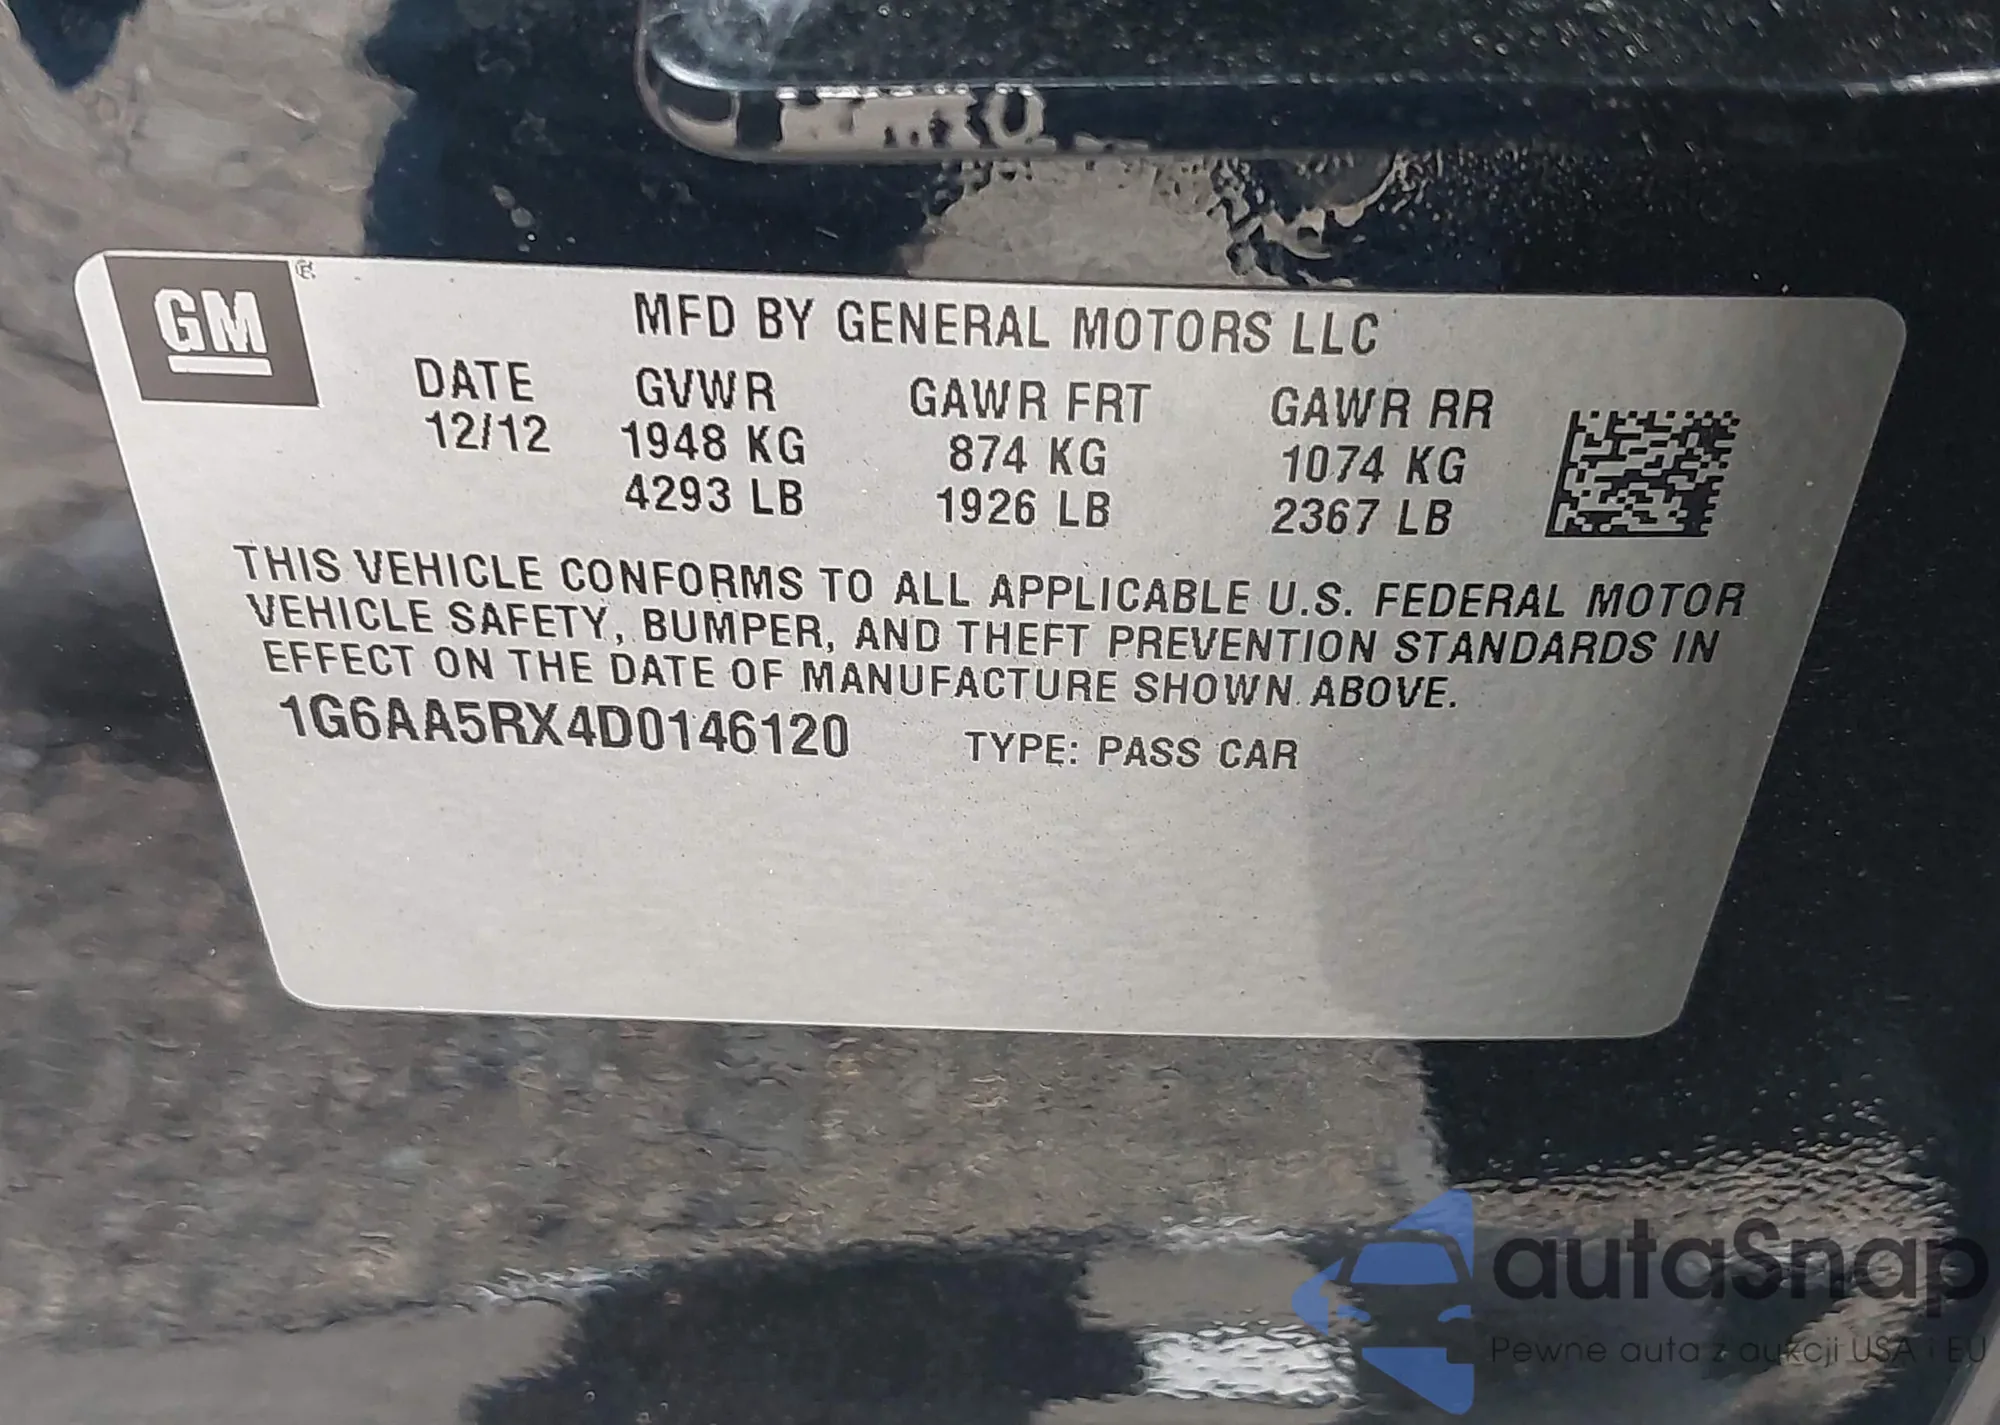 GM ®
MFD BY GENERAL MOTORS LLC
DATE GVWR GAWR FRT GAWR RR
12/12 1948 KG 874 KG 1074 KG
4293 LB 1926 LB 2367 LB
THIS VEHICLE CONFORMS TO ALL APPLICABLE U.S. FEDERAL MOTOR
VEHICLE SAFETY, BUMPER, AND THEFT PREVENTION STANDARDS IN
EFFECT ON THE DATE OF MANUFACTURE SHOWN ABOVE.
1G6AA5RX4D0146120 TYPE: PASS CAR
autaSnap
Pewne auta z aukcji USA i EU